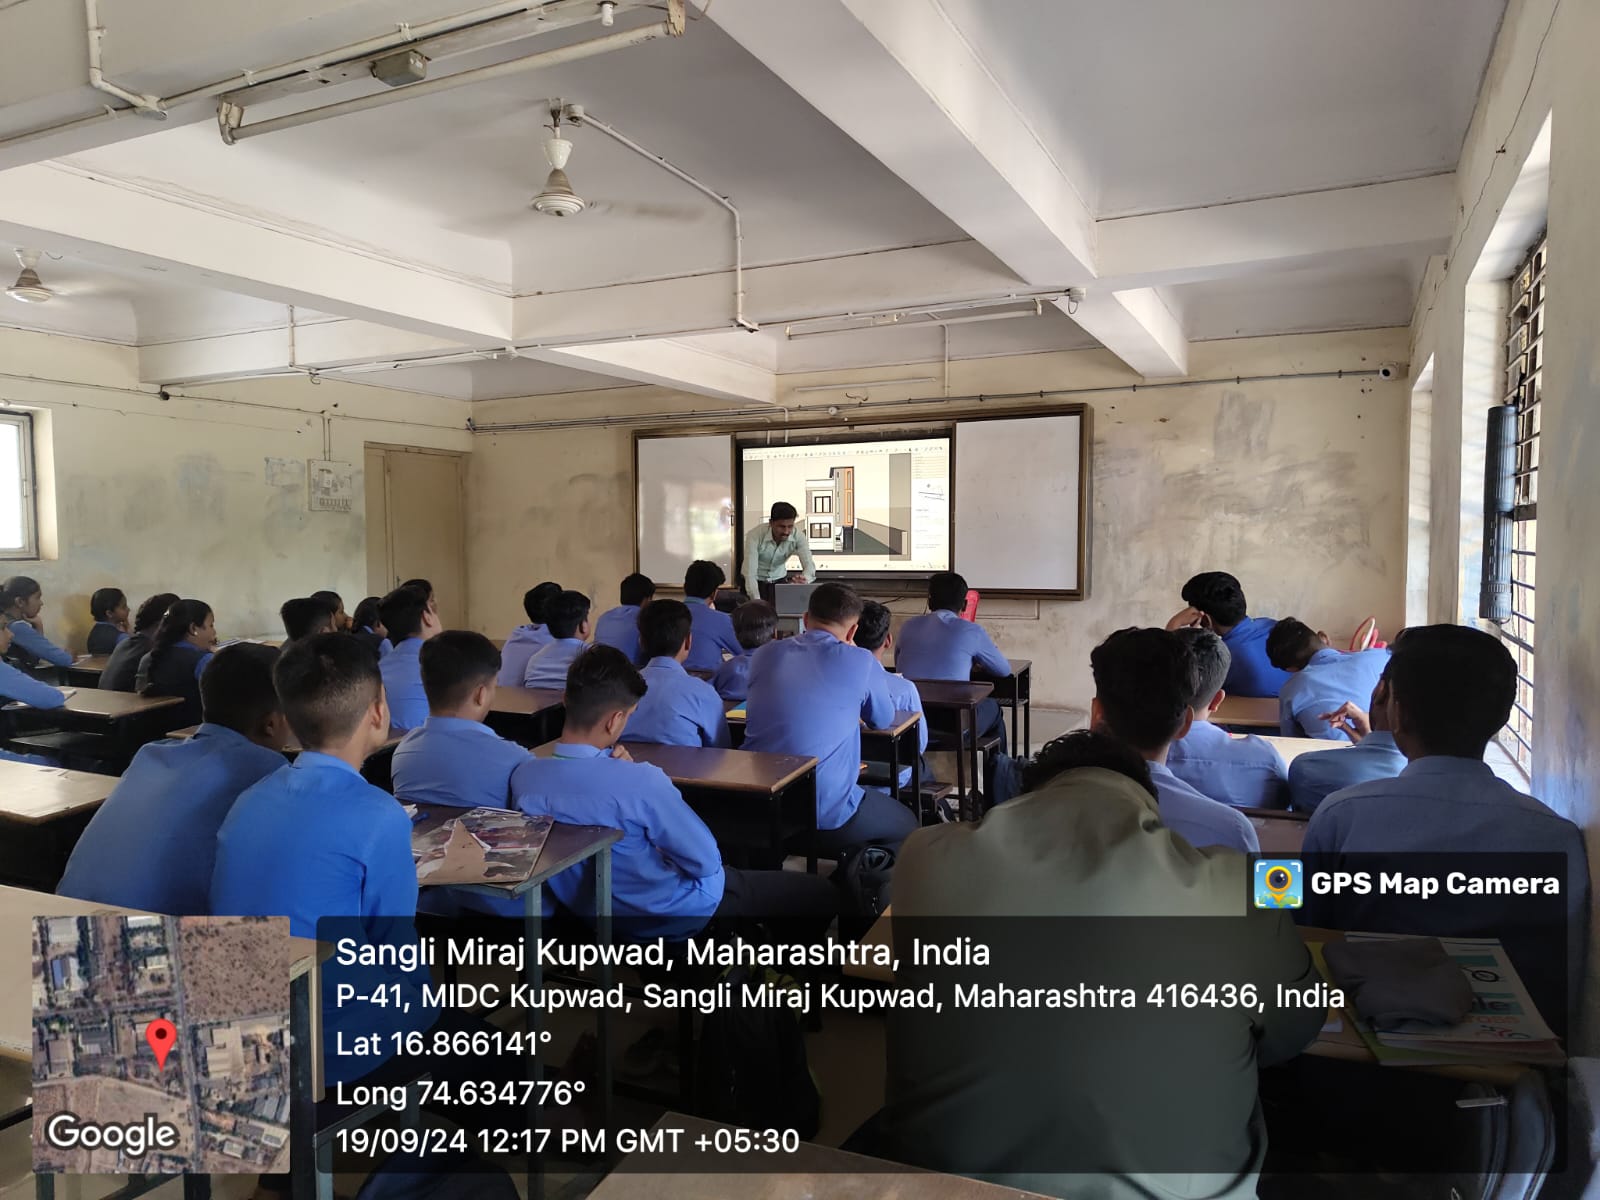 GPS Map Camera
Sangli Miraj Kupwad, Maharashtra, India
P-41, MIDC Kupwad, Sangli Miraj Kupwad, Maharashtra 416436, India
Lat 16.866141°
Long 74.634776°
19/09/24 12:17 PM GMT +05:30
Google